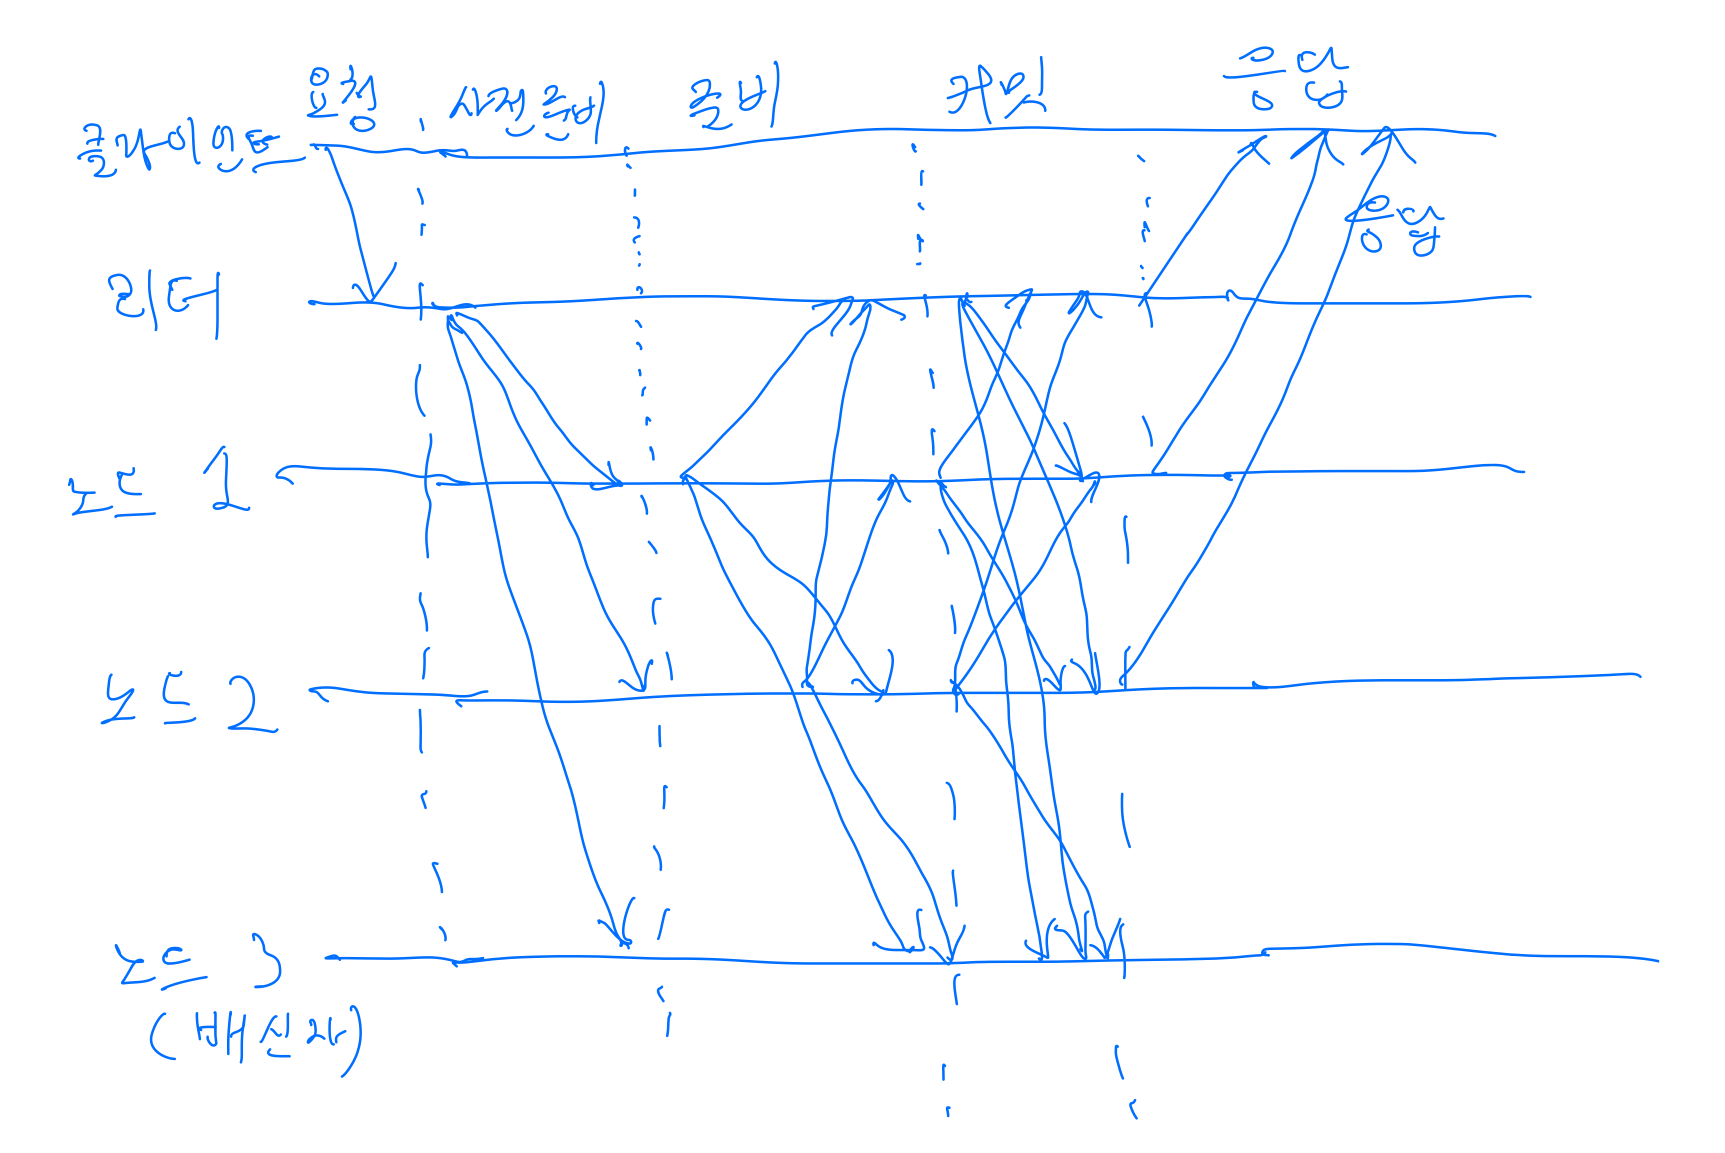 요청 사전준비 준비 커밋 응답
클라이언트
응답
리더
노드 1
노드 2
노드 3
(배신자)